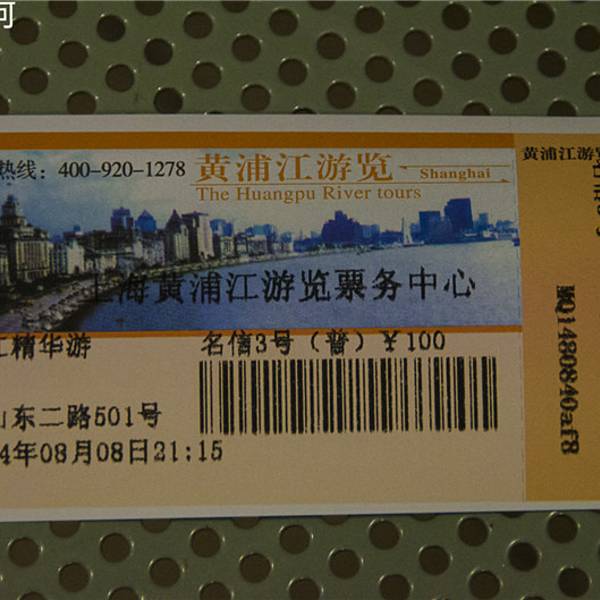 可
热线：400-920-1278
黄浦江游览
Shanghai
The Huangpu River tours
上海黄浦江游览票务中心
江精华游
名信3号（普）￥100
山东二路501号
4年08月08日21:15
黄浦江游